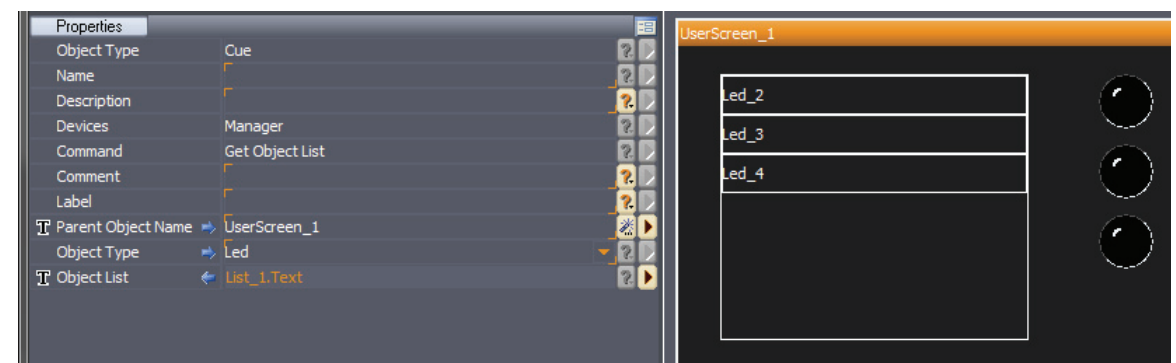 Properties
Object Type Cue
Name
Description
Devices Manager
Command Get Object List
Comment
Label
T Parent Object Name UserScreen_1
Object Type Led
T Object List List_1.Text
UserScreen_1
Led_2
Led_3
Led_4